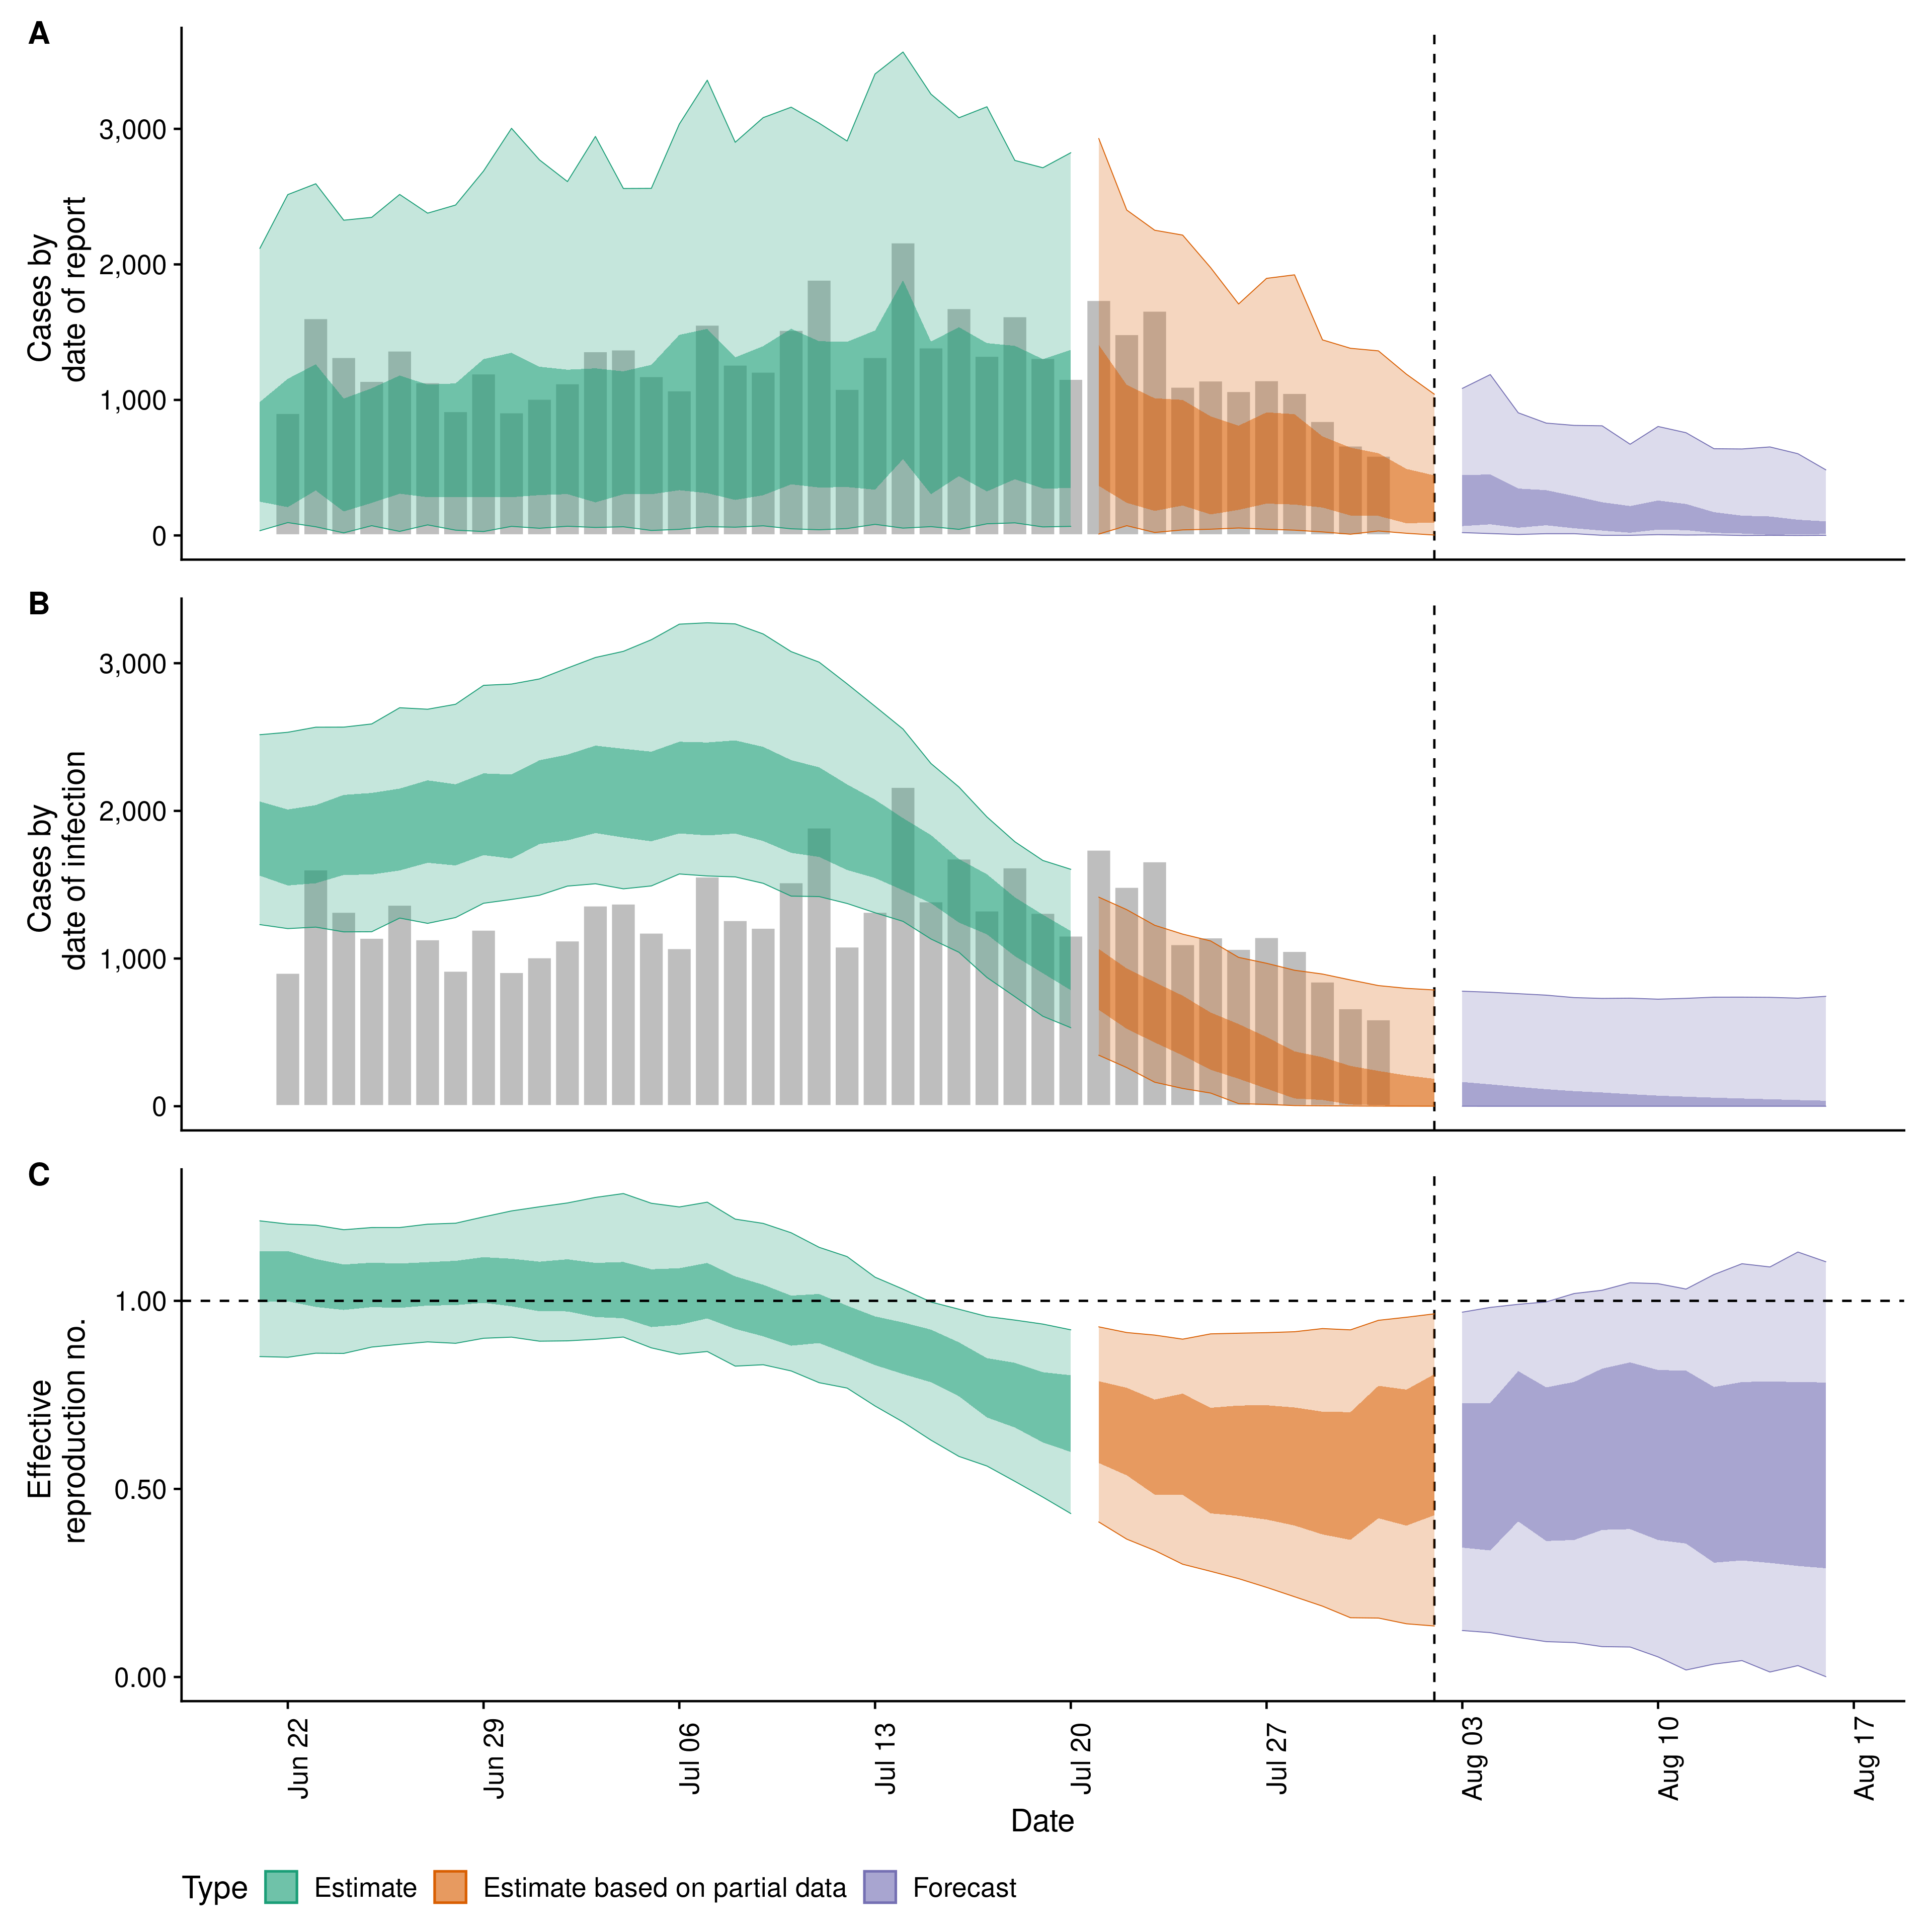 A
Cases by
date of report
3,000
2,000
1,000
0
B
Cases by
date of infection
3,000
2,000
1,000
0
C
Effective
reproduction no.
1.00
0.50
0.00
Jun 22
Jun 29
Jul 06
Jul 13
Jul 20
Jul 27
Aug 03
Aug 10
Aug 17
Date
Type
Estimate
Estimate based on partial data
Forecast